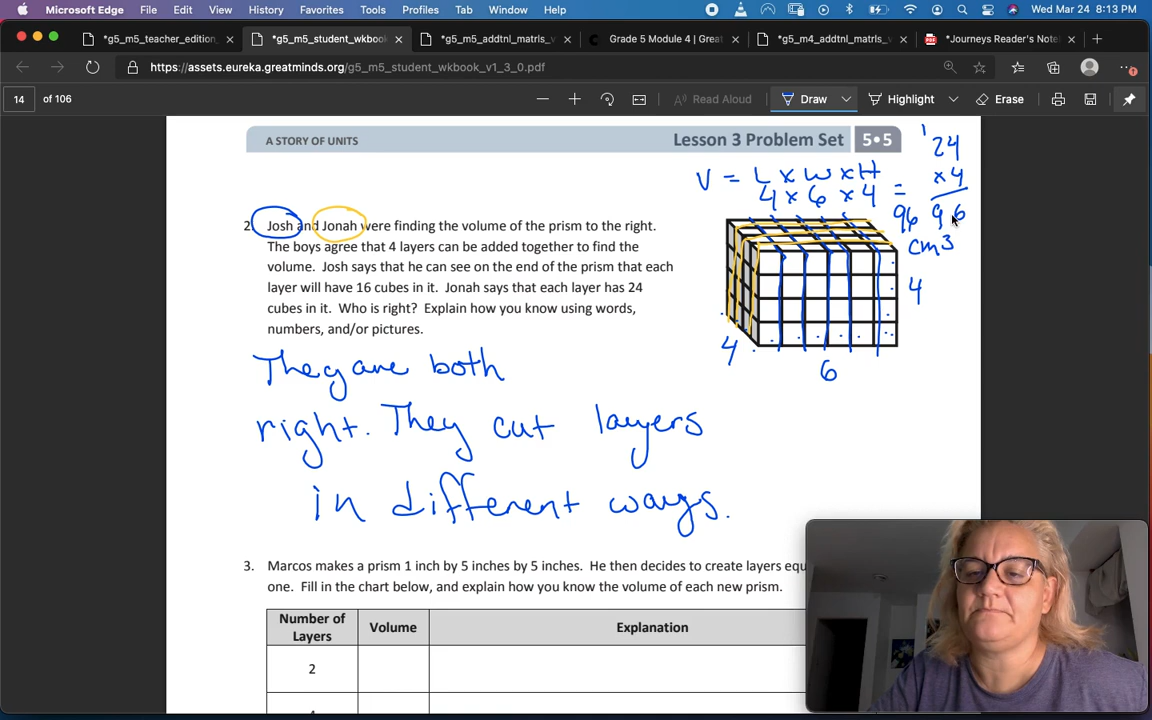 Microsoft Edge File Edit View History Favorites Tools Profiles Tab Window Help Wed Mar 24 8:13 PM
*g5_m5_teacher_edition_ *g5_m5_student_wkbook *g5_m5_addtnl_matrls_v Grade 5 Module 4 | Great *g5_m4_addtnl_matrls_v *Journeys Reader's Note
https://assets.eureka.greatminds.org/g5_m5_student_wkbook_v1_3_0.pdf
14 of 106 Read Aloud Draw Highlight Erase
A STORY OF UNITS Lesson 3 Problem Set 5•5
1
24
x4
96
V = L x W x H
4 x 6 x 4 = 96 cm3
2. Josh and Jonah were finding the volume of the prism to the right.
The boys agree that 4 layers can be added together to find the
volume. Josh says that he can see on the end of the prism that each
layer will have 16 cubes in it. Jonah says that each layer has 24
cubes in it. Who is right? Explain how you know using words,
numbers, and/or pictures.
4
4
6
They are both
right. They cut layers
in different ways.
3. Marcos makes a prism 1 inch by 5 inches by 5 inches. He then decides to create layers equ
one. Fill in the chart below, and explain how you know the volume of each new prism.
Number of Layers Volume Explanation
2